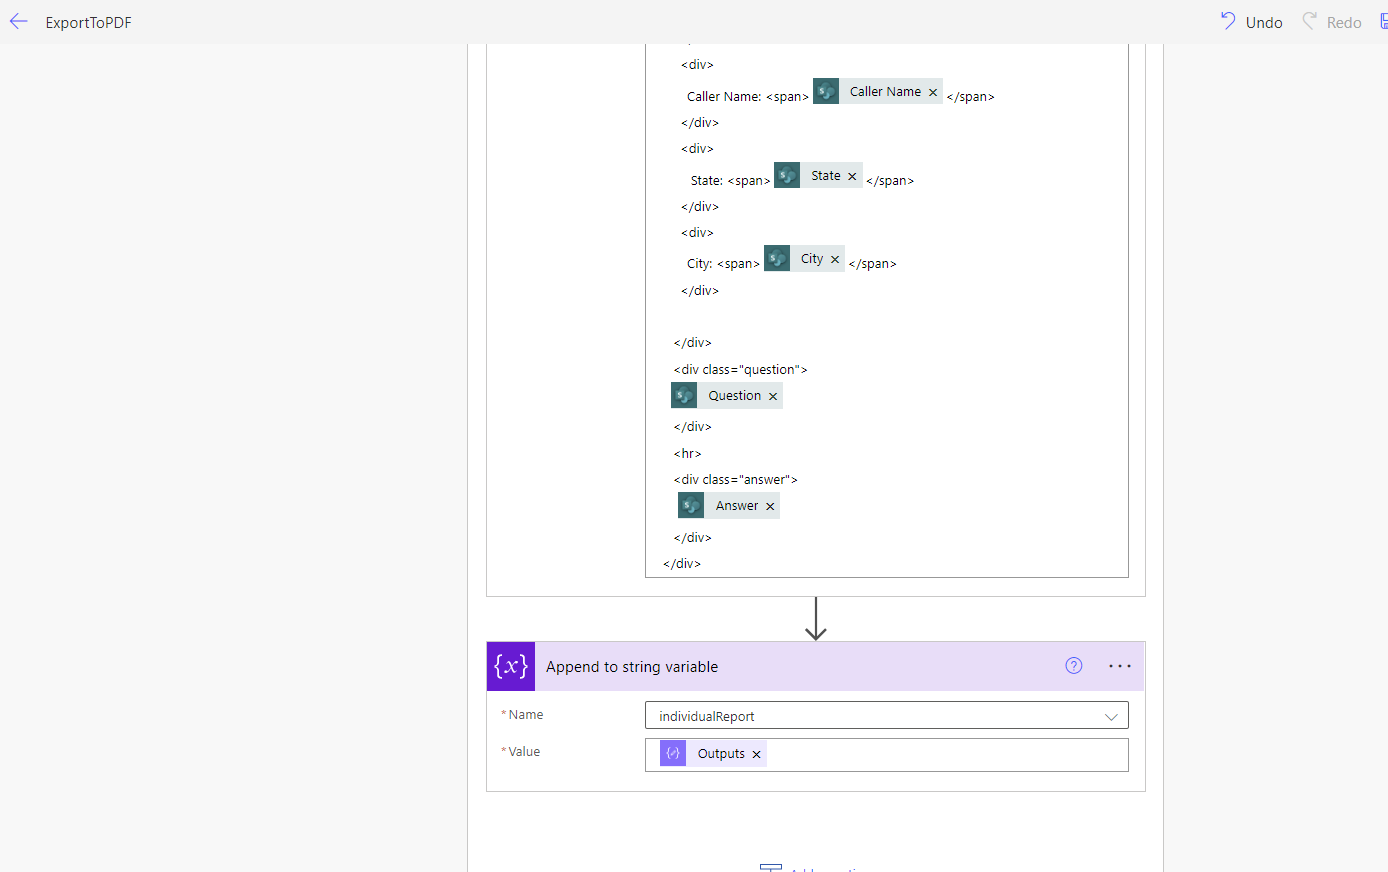 ExportToPDF
Undo
Redo
<div>
Caller Name: <span> Caller Name × </span>
</div>
<div>
State: <span> State × </span>
</div>
<div>
City: <span> City × </span>
</div>
</div>
<div class="question">
Question ×
</div>
<hr>
<div class="answer">
Answer ×
</div>
</div>
{x} Append to string variable ? ···
*Name
individualReport
*Value
Outputs ×